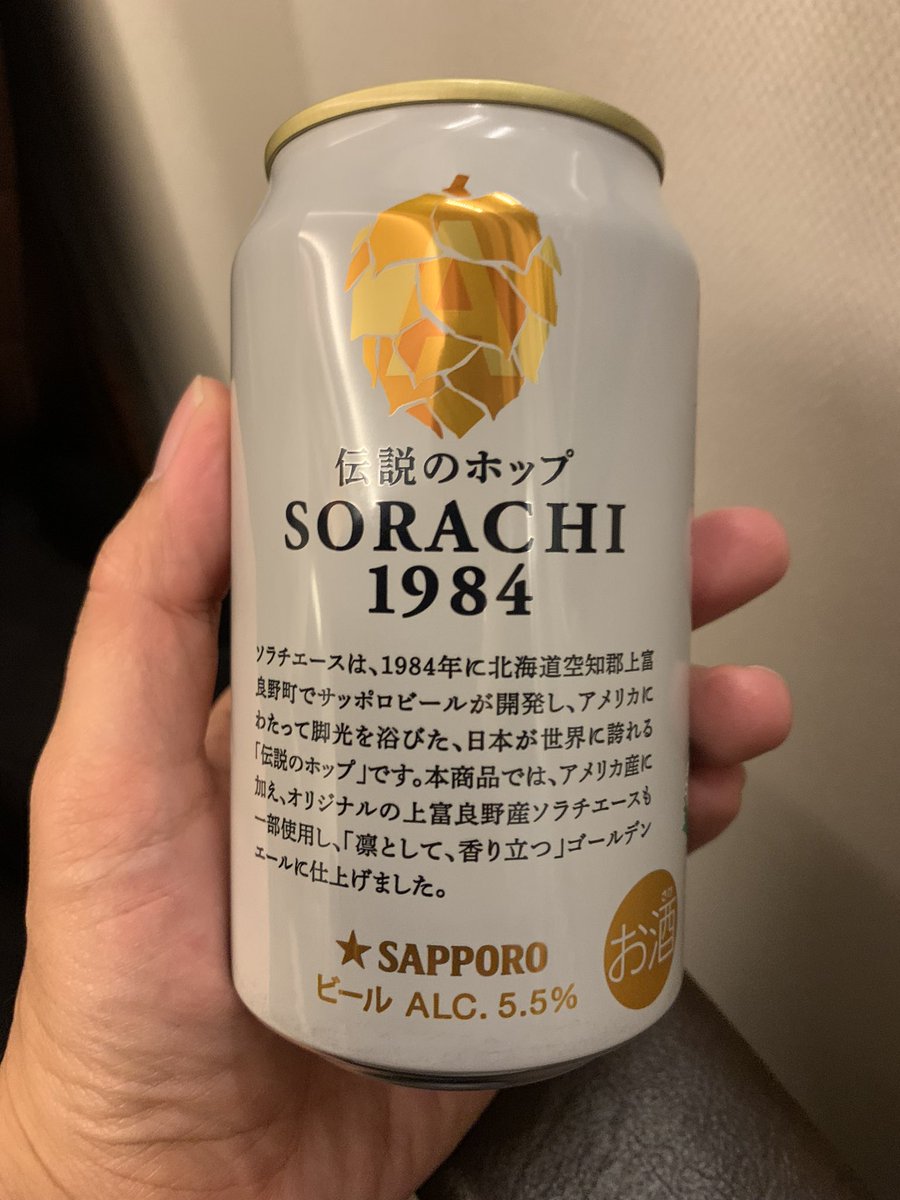 伝説のホップ
SORACHI
1984
ソラチエースは、1984年に北海道空知郡上富
良野町でサッポロビールが開発し、アメリカに
わたって脚光を浴びた、日本が世界に誇れる
「伝説のホップ」です。本商品では、アメリカ産に
加え、オリジナルの上富良野産ソラチエースも
一部使用し、「凛として、香り立つ」ゴールデン
エールに仕上げました。
★SAPPORO
ビール ALC. 5.5%
さけ
お酒